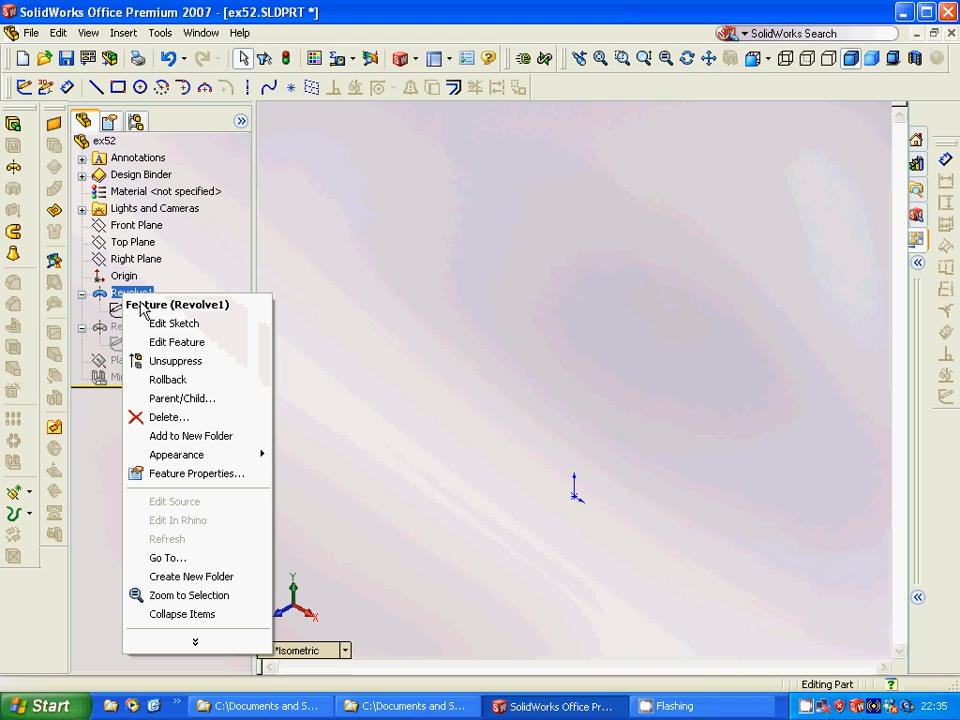 SolidWorks Office Premium 2007 - [ex52.SLDPRT *]
File Edit View Insert Tools Window Help
SolidWorks Search
ex52
Annotations
Design Binder
Material <not specified>
Lights and Cameras
Front Plane
Top Plane
Right Plane
Origin
Revolve1
Feature (Revolve1)
Edit Sketch
Edit Feature
Unsuppress
Rollback
Parent/Child...
Delete...
Add to New Folder
Appearance
Feature Properties...
Edit Source
Edit In Rhino
Refresh
Go To...
Create New Folder
Zoom to Selection
Collapse Items
Y
X
*Isometric
Editing Part
Start
C:\Documents and S...
C:\Documents and S...
SolidWorks Office Pr...
Flashing
22:35